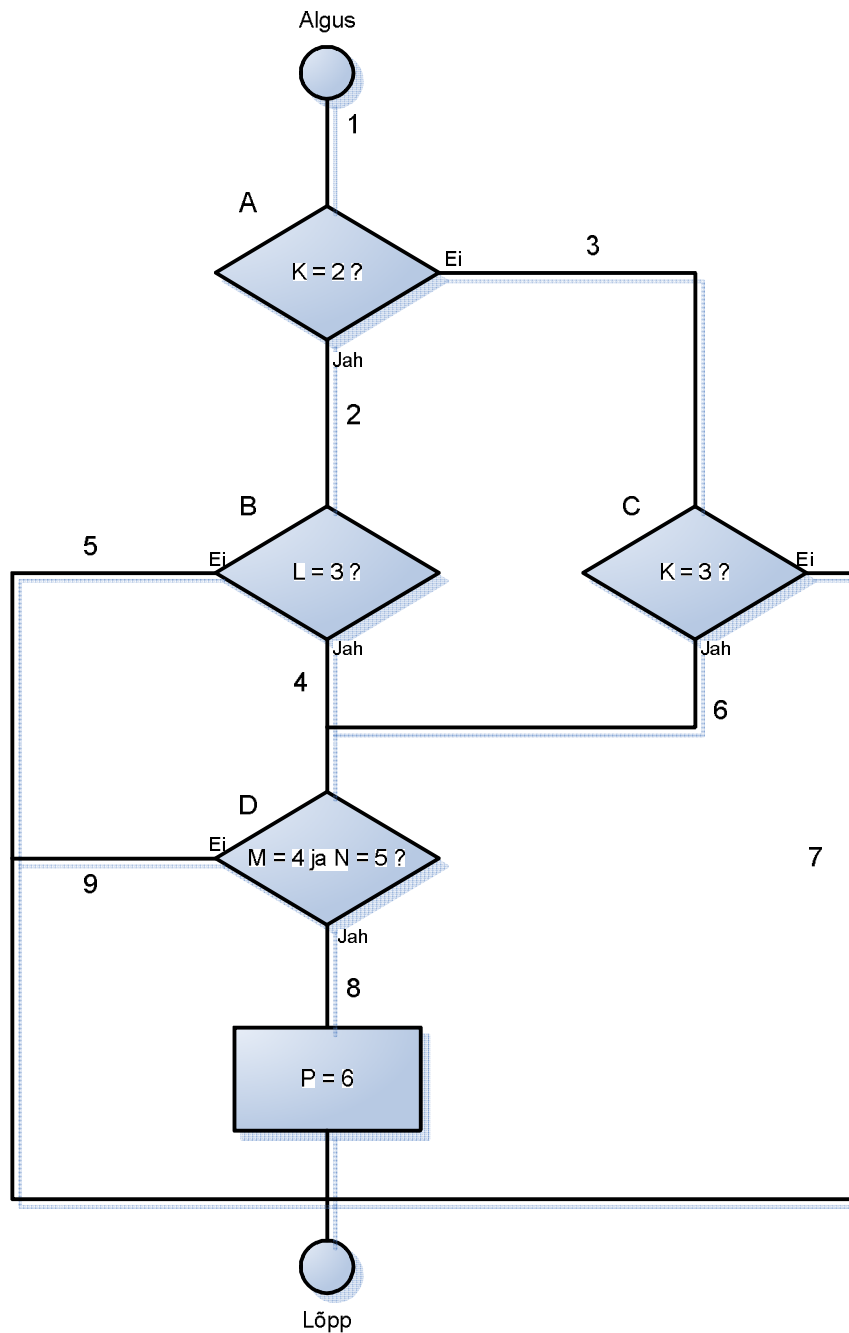 Algus
1
A
K = 2 ?
Ei
3
Jah
2
B
C
5
Ei
L = 3 ?
K = 3 ?
Ei
Jah
Jah
4
6
D
Ei
M = 4 ja N = 5 ?
7
9
Jah
8
P = 6
Lõpp